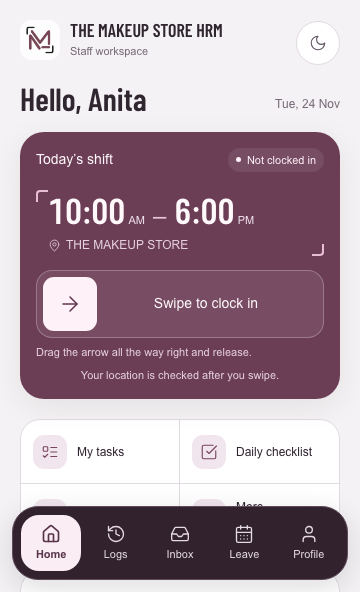 THE MAKEUP STORE HRM
Staff workspace
Hello, Anita
Tue, 24 Nov
Today's shift
Not clocked in
10:00 AM — 6:00 PM
THE MAKEUP STORE
Swipe to clock in
Drag the arrow all the way right and release.
Your location is checked after you swipe.
My tasks
Daily checklist
Home
Logs
Inbox
Leave
Profile